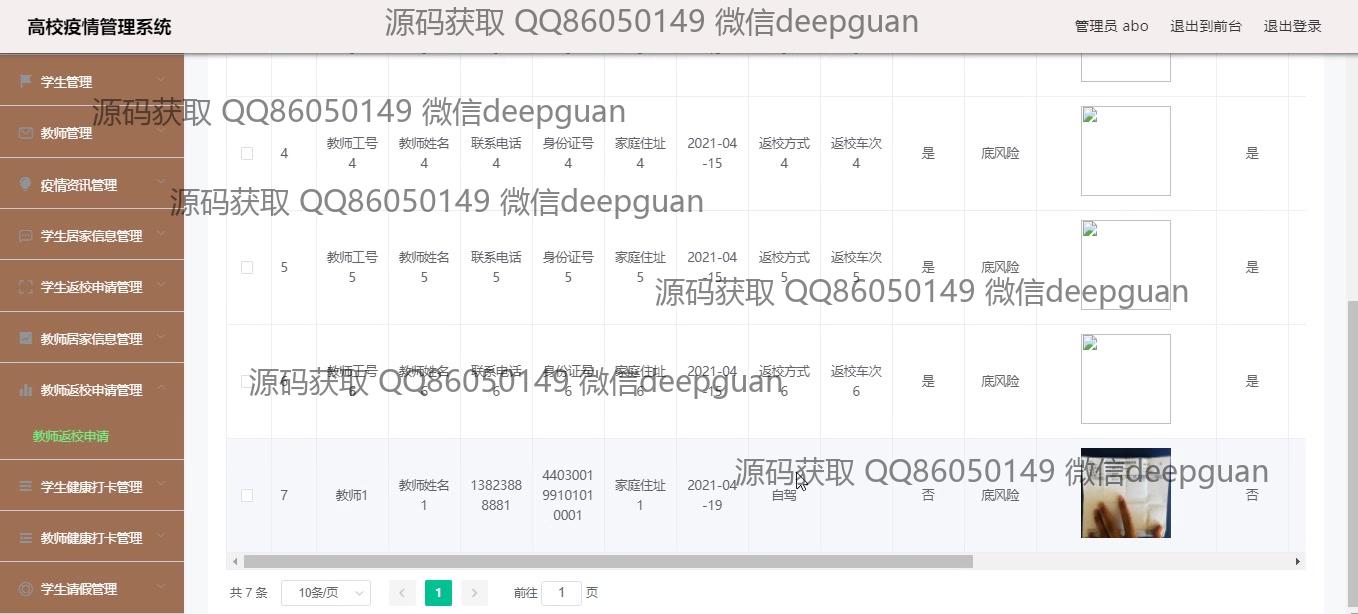 高校疫情管理系统
源码获取 QQ86050149 微信deepguan
管理员 abo
退出到前台
退出登录
学生管理
教师管理
疫情资讯管理
学生居家信息管理
学生返校申请管理
教师居家信息管理
教师返校申请管理
教师返校申请
学生健康打卡管理
教师健康打卡管理
学生请假管理
源码获取 QQ86050149 微信deepguan
4
教师工号
4
教师姓名
4
联系电话
4
身份证号
4
家庭住址
4
2021-04
-15
返校方式
4
返校车次
4
是
底风险
是
源码获取 QQ86050149 微信deepguan
5
教师工号
5
教师姓名
5
联系电话
5
身份证号
5
家庭住址
5
2021-04
-15
返校方式
5
返校车次
5
是
底风险
是
源码获取 QQ86050149 微信deepguan
6
教师工号
6
教师姓名
6
联系电话
6
身份证号
6
家庭住址
6
2021-04
-15
返校方式
6
返校车次
6
是
底风险
是
源码获取 QQ86050149 微信deepguan
7
教师1
教师姓名
1
1382388
8881
4403001
9910101
0001
家庭住址
1
2021-04
-19
自驾
否
底风险
否
源码获取 QQ86050149 微信deepguan
共 7 条
10条/页
1
前往 1 页